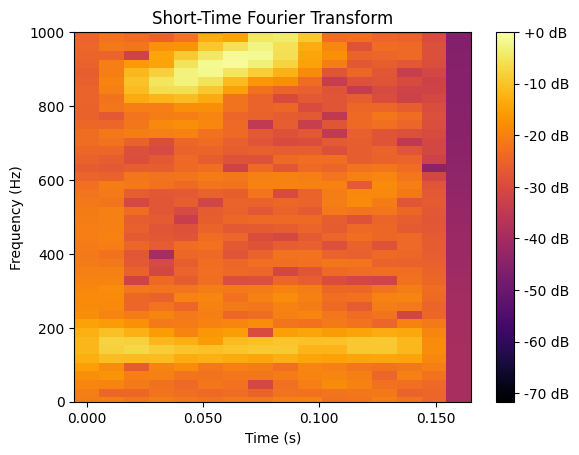 Short-Time Fourier Transform
1000
800
600
400
200
0
Frequency (Hz)
0.000
0.050
0.100
0.150
Time (s)
+0 dB
-10 dB
-20 dB
-30 dB
-40 dB
-50 dB
-60 dB
-70 dB